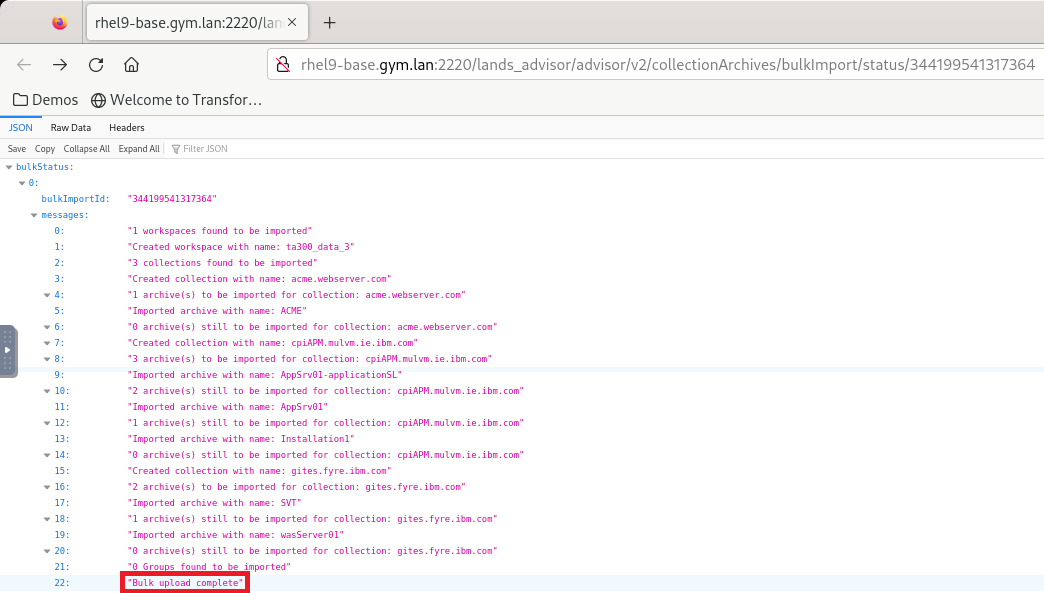 rhel9-base.gym.lan:2220/lan
rhel9-base.gym.lan:2220/lands_advisor/advisor/v2/collectionArchives/bulkImport/status/344199541317364
Demos Welcome to Transfor…
JSON Raw Data Headers
Save Copy Collapse All Expand All Filter JSON
bulkStatus:
0:
bulkImportId: "344199541317364"
messages:
0: "1 workspaces found to be imported"
1: "Created workspace with name: ta300_data_3"
2: "3 collections found to be imported"
3: "Created collection with name: acme.webserver.com"
4: "1 archive(s) to be imported for collection: acme.webserver.com"
5: "Imported archive with name: ACME"
6: "0 archive(s) still to be imported for collection: acme.webserver.com"
7: "Created collection with name: cpiAPM.mulvm.ie.ibm.com"
8: "3 archive(s) to be imported for collection: cpiAPM.mulvm.ie.ibm.com"
9: "Imported archive with name: AppSrv01-applicationSL"
10: "2 archive(s) still to be imported for collection: cpiAPM.mulvm.ie.ibm.com"
11: "Imported archive with name: AppSrv01"
12: "1 archive(s) still to be imported for collection: cpiAPM.mulvm.ie.ibm.com"
13: "Imported archive with name: Installation1"
14: "0 archive(s) still to be imported for collection: cpiAPM.mulvm.ie.ibm.com"
15: "Created collection with name: gites.fyre.ibm.com"
16: "2 archive(s) to be imported for collection: gites.fyre.ibm.com"
17: "Imported archive with name: SVT"
18: "1 archive(s) still to be imported for collection: gites.fyre.ibm.com"
19: "Imported archive with name: wasServer01"
20: "0 archive(s) still to be imported for collection: gites.fyre.ibm.com"
21: "0 Groups found to be imported"
22: "Bulk upload complete"